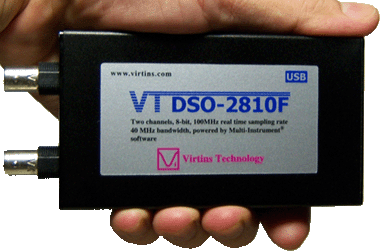 www.virtins.com
USB
VT DSO-2810F
Two channels, 8-bit, 100MHz real time sampling rate
40 MHz bandwidth, powered by Multi-Instrument®
software
Virtins Technology